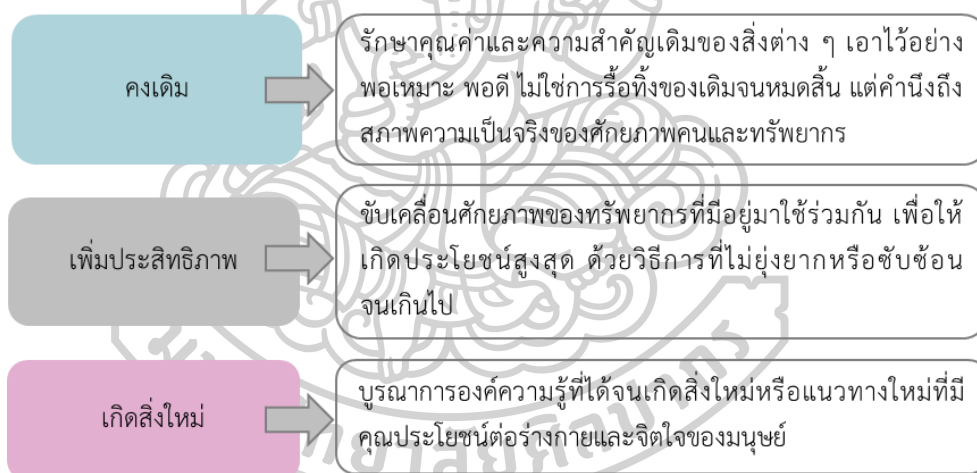 คงเดิม
รักษาคุณค่าและความสำคัญเดิมของสิ่งต่าง ๆ เอาไว้อย่าง
พอเหมาะ พอดี ไม่ใช่การรื้อทิ้งของเดิมจนหมดสิ้น แต่คำนึงถึง
สภาพความเป็นจริงของศักยภาพคนและทรัพยากร
เพิ่มประสิทธิภาพ
ขับเคลื่อนศักยภาพของทรัพยากรที่มีอยู่มาใช้ร่วมกัน เพื่อให้
เกิดประโยชน์สูงสุด ด้วยวิธีการที่ไม่ยุ่งยากหรือซับซ้อน
จนเกินไป
เกิดสิ่งใหม่
บูรณาการองค์ความรู้ที่ได้จนเกิดสิ่งใหม่หรือแนวทางใหม่ที่มี
คุณประโยชน์ต่อร่างกายและจิตใจของมนุษย์